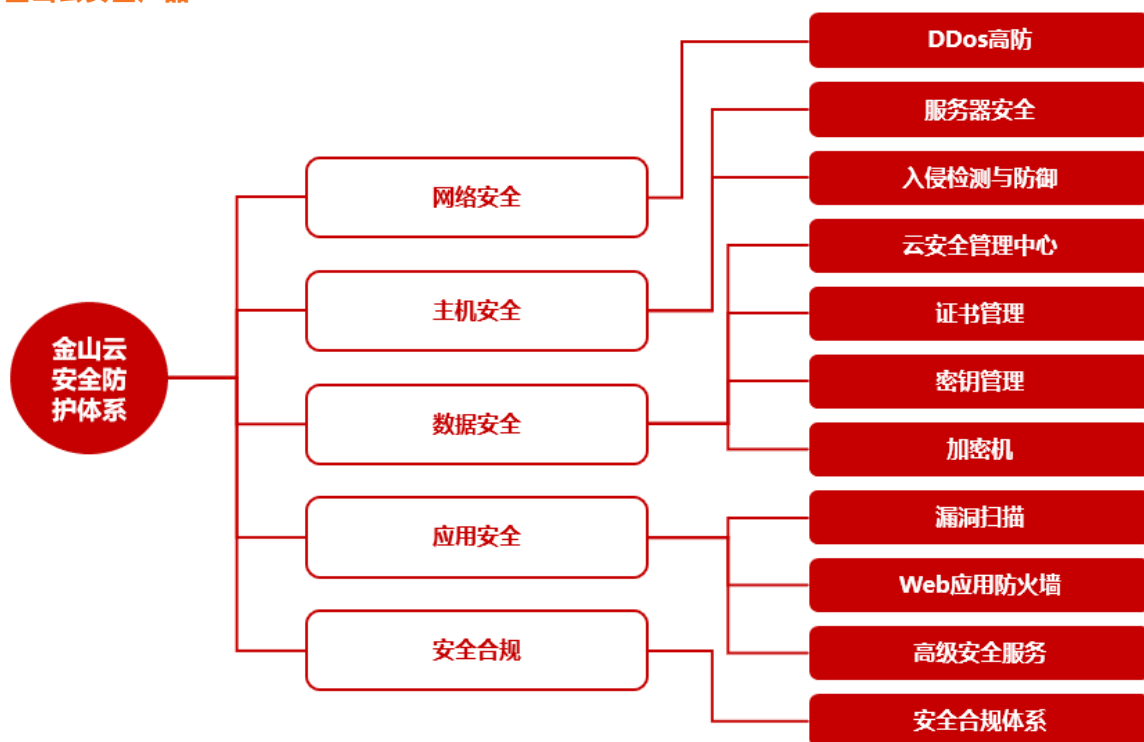 DDos高防
服务器安全
网络安全
入侵检测与防御
云安全管理中心
主机安全
证书管理
金山云
安全防
护体系
密钥管理
数据安全
加密机
漏洞扫描
应用安全
Web应用防火墙
安全合规
高级安全服务
安全合规体系